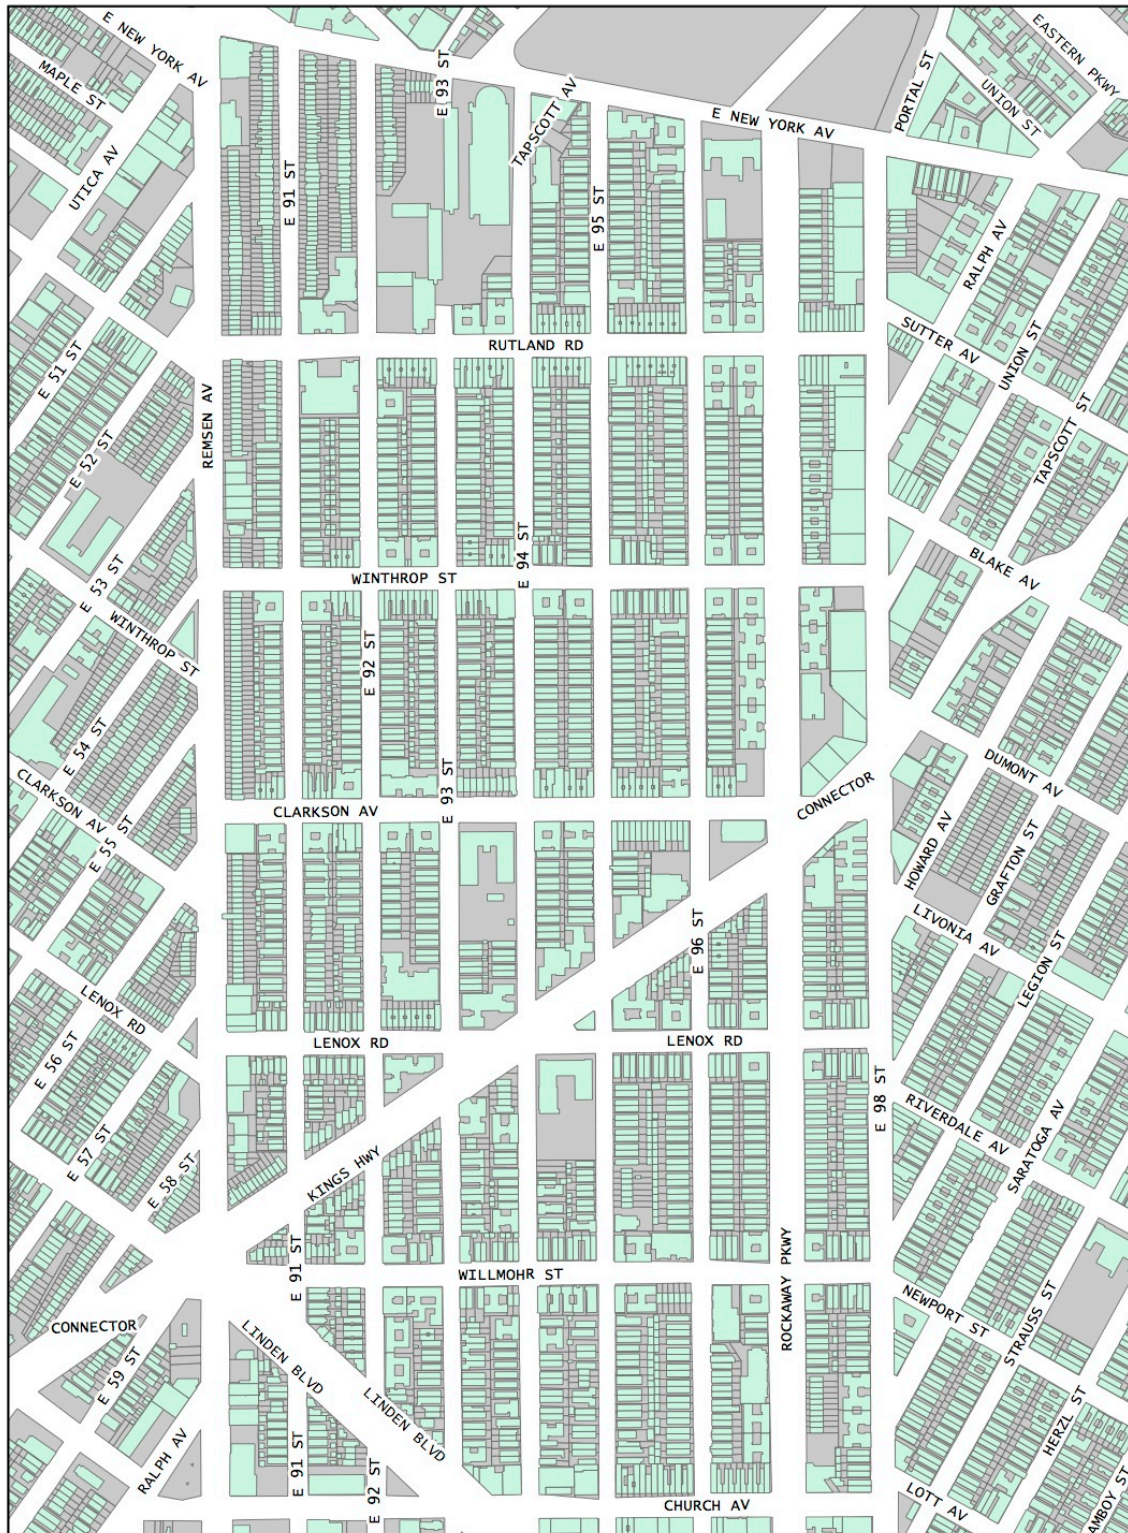 E NEW YORK AV
E 93 ST
EASTERN PKWY
MAPLE ST
PORTAL ST
UNION ST
TAPSCOTT AV
E NEW YORK AV
UTICA AV
E 91 ST
E 95 ST
RALPH AV
RUTLAND RD
SUTTER AV
UNION ST
E 51 ST
REMSEN AV
TAPSCOTT ST
E 52 ST
E 94 ST
BLAKE AV
WINTHROP ST
E 53 ST
WINTHROP ST
E 92 ST
E 54 ST
CLARKSON AV
E 93 ST
DUMONT AV
CONNECTOR
CLARKSON AV
E 55 ST
HOWARD AV
GRAFTON ST
LIVONIA AV
E 96 ST
LEGION ST
LENOX RD
LENOX RD
LENOX RD
E 56 ST
E 98 ST
RIVERDALE AV
SARATOGA AV
E 57 ST
KINGS HWY
E 58 ST
E 91 ST
ROCKAWAY PKWY
WILLMOHR ST
NEWPORT ST
STRAUSS ST
CONNECTOR
LINDEN BLVD
E 59 ST
LINDEN BLVD
HERZL ST
RALPH AV
E 91 ST
E 92 ST
CHURCH AV
LOTT AV
AMBOY ST